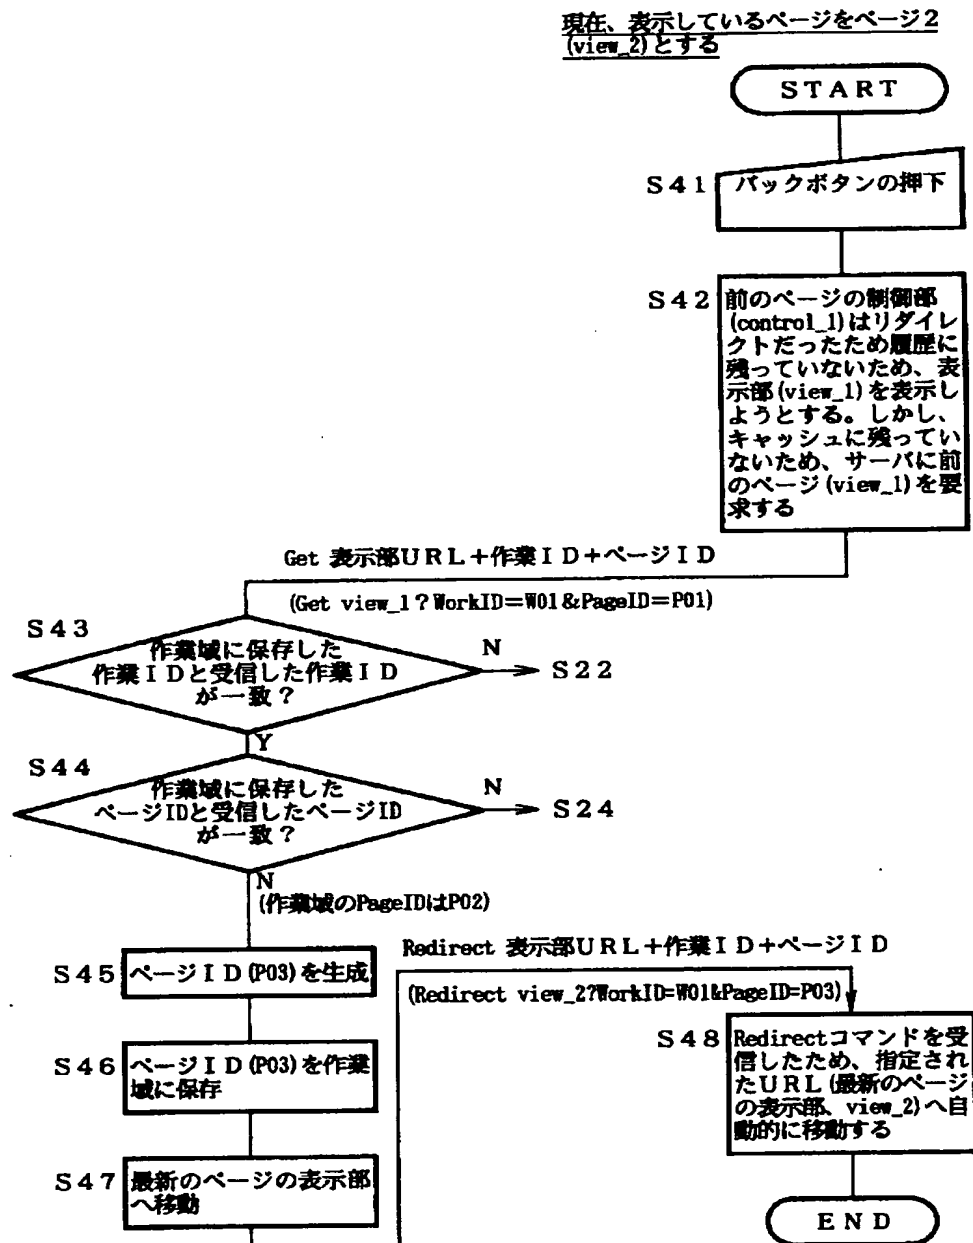 現在、表示しているページをページ2
(view_2)とする
START
S41
バックボタンの押下
S42
前のページの制御部
(control_1)はリダイレ
クトだったため履歴に
残っていないため、表
示部(view_1)を表示し
ようとする。しかし、
キャッシュに残ってい
ないため、サーバに前
のページ(view_1)を要
求する
Get 表示部URL+作業ID+ページID
(Get view_1?WorkID=W01&PageID=P01)
S43
作業域に保存した
作業IDと受信した作業ID
が一致?
N
S22
Y
S44
作業域に保存した
ページIDと受信したページID
が一致?
N
S24
N
(作業域のPageIDはP02)
S45
ページID(P03)を生成
S46
ページID(P03)を作業
域に保存
S47
最新のページの表示部
へ移動
Redirect 表示部URL+作業ID+ページID
(Redirect view_2?WorkID=W01&PageID=P03)
S48
Redirectコマンドを受
信したため、指定され
たURL(最新のページ
の表示部、view_2)へ自
動的に移動する
END